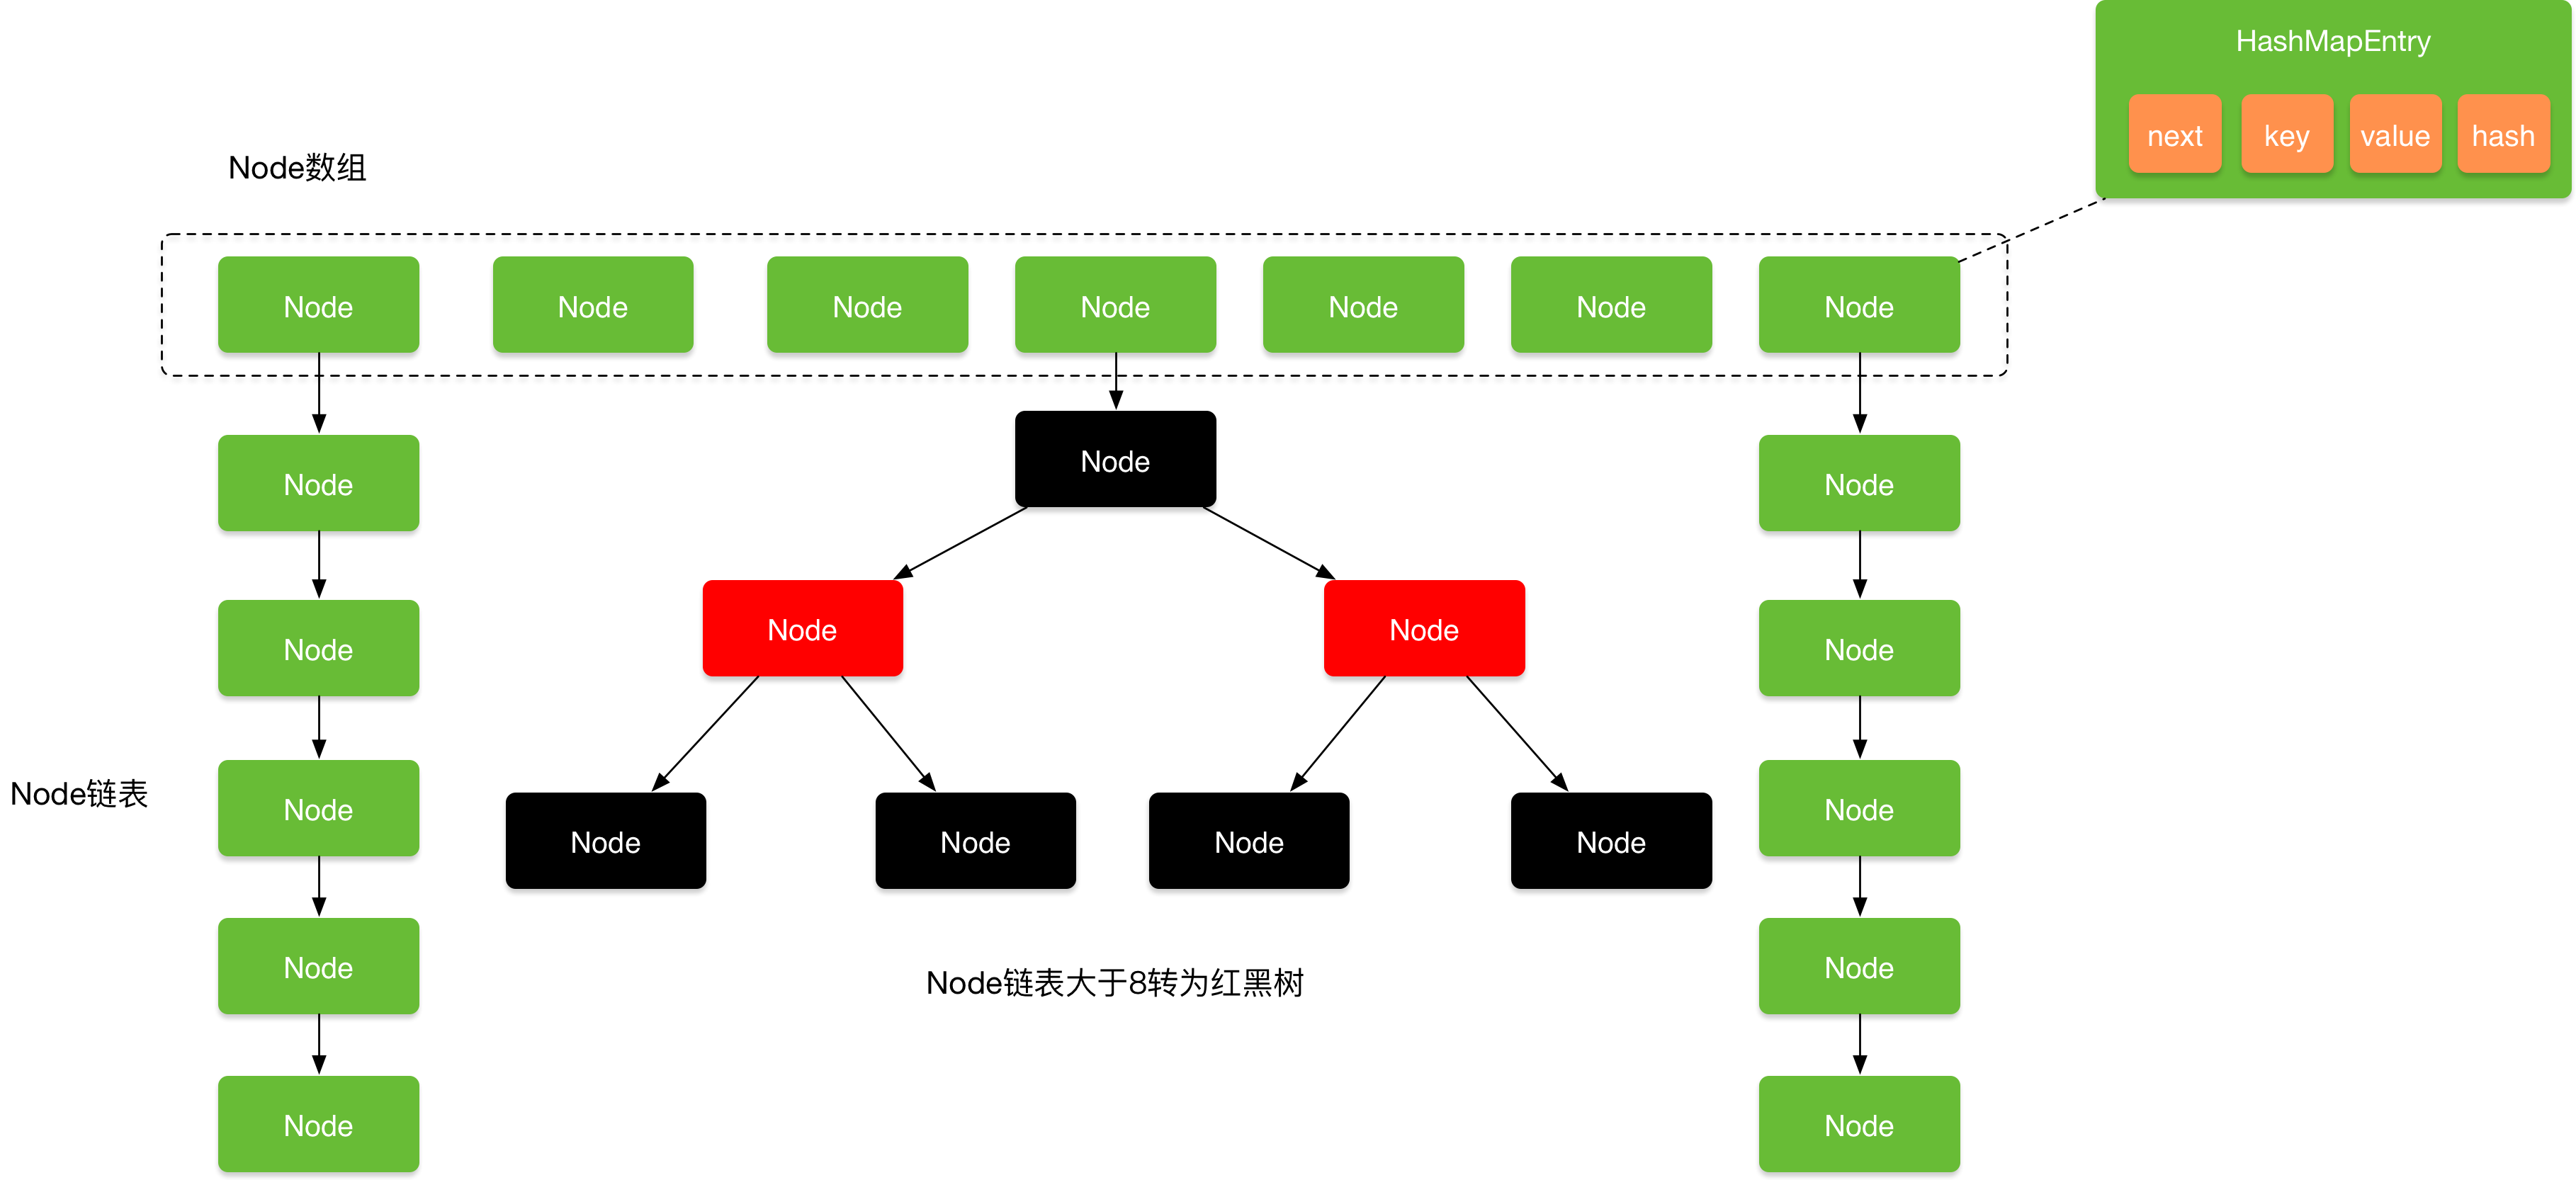 HashMapEntry
next key value hash
Node数组
Node Node Node Node Node Node Node
Node
Node Node
Node Node
Node Node
Node链表
Node Node
Node Node Node Node
Node Node
Node链表大于8转为红黑树
Node Node